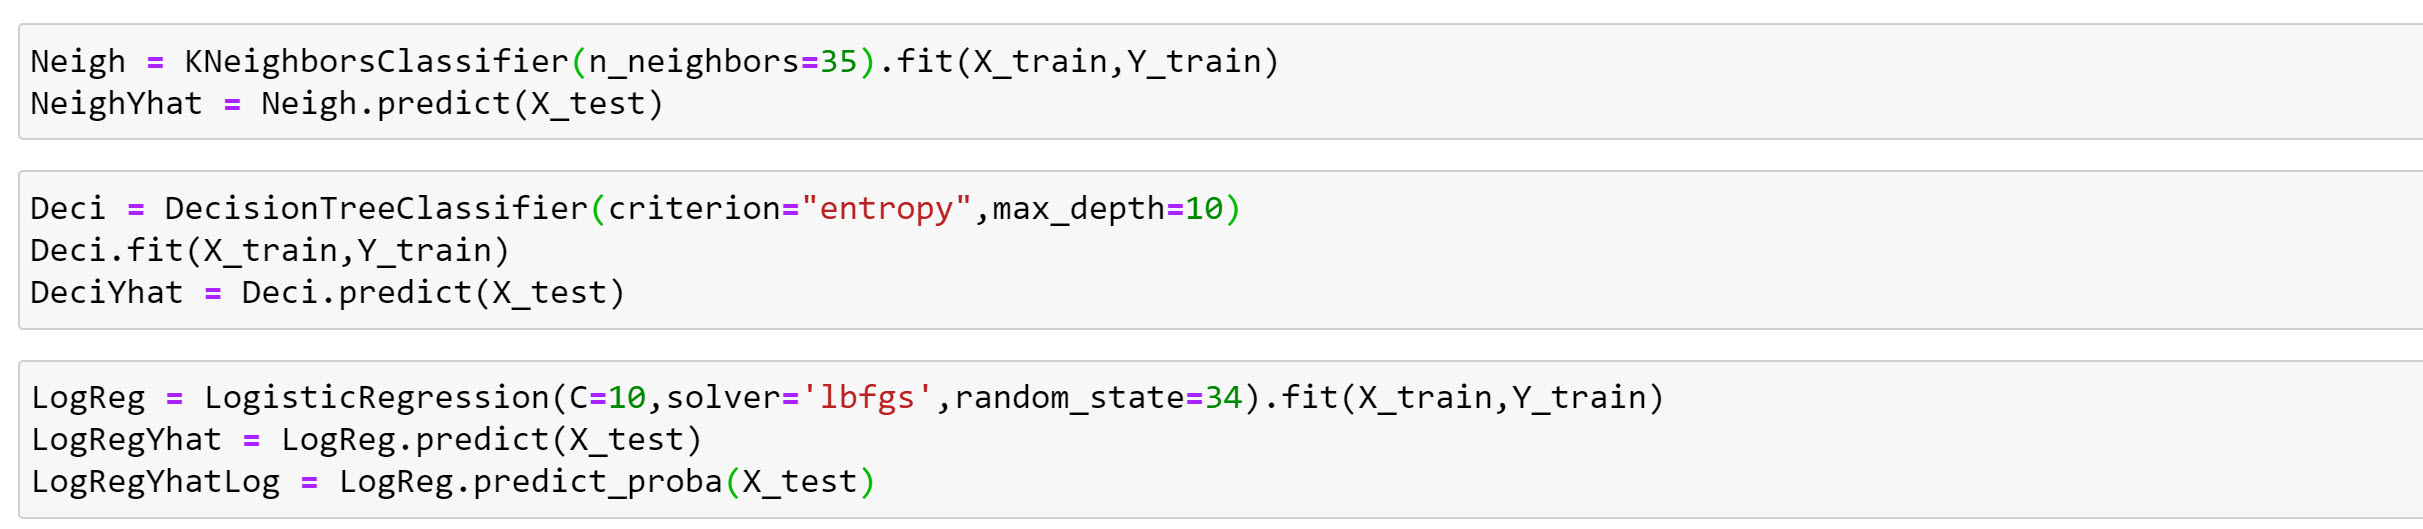 Neigh = KNeighborsClassifier(n_neighbors=35).fit(X_train,Y_train)
NeighYhat = Neigh.predict(X_test)
Deci = DecisionTreeClassifier(criterion="entropy",max_depth=10)
Deci.fit(X_train,Y_train)
DeciYhat = Deci.predict(X_test)
LogReg = LogisticRegression(C=10,solver='lbfgs',random_state=34).fit(X_train,Y_train)
LogRegYhat = LogReg.predict(X_test)
LogRegYhatLog = LogReg.predict_proba(X_test)